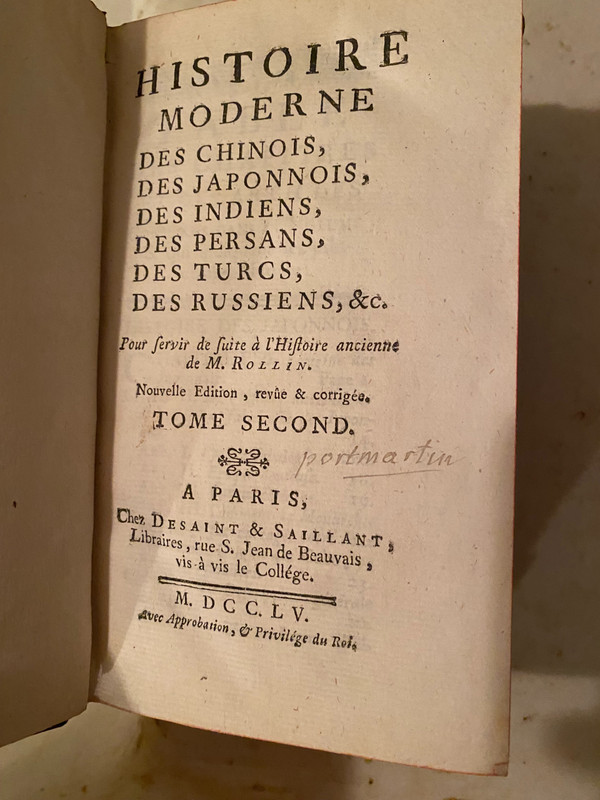 HISTOIRE
MODERNE
DES CHINOIS,
DES JAPONNOIS,
DES INDIENS,
DES PERSANS,
DES TURCS,
DES RUSSIENS, &c.
Pour ſervir de ſuite à l'Hiſtoire ancienne
de M. ROLLIN.
Nouvelle Edition, revûe & corrigée.
TOME SECOND.
portmartin
A PARIS,
Chez DESAINT & SAILLANT,
Libraires, rue S. Jean de Beauvais,
vis-à vis le Collége.
M. DCC. LV.
Avec Approbation, & Privilége du Roi.